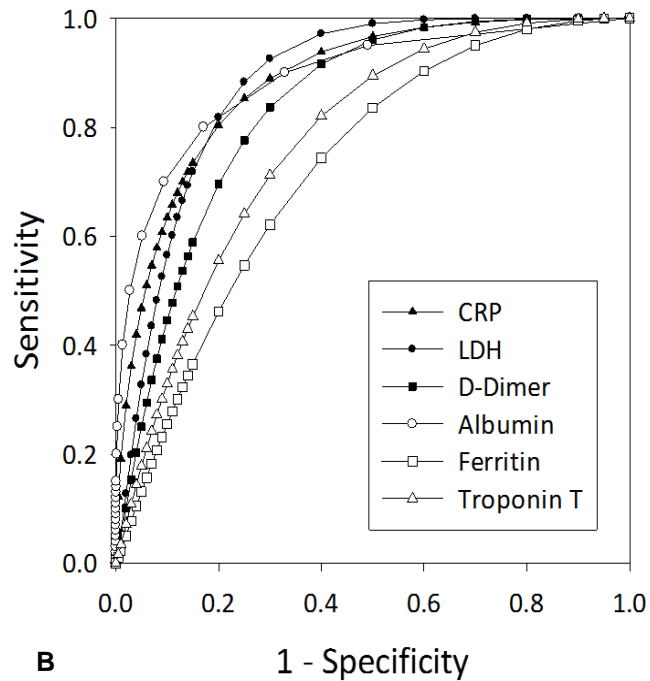 1.0
0.8
0.6
0.4
0.2
0.0
Sensitivity
CRP
LDH
D-Dimer
Albumin
Ferritin
Troponin T
0.0 0.2 0.4 0.6 0.8 1.0
B 1 - Specificity